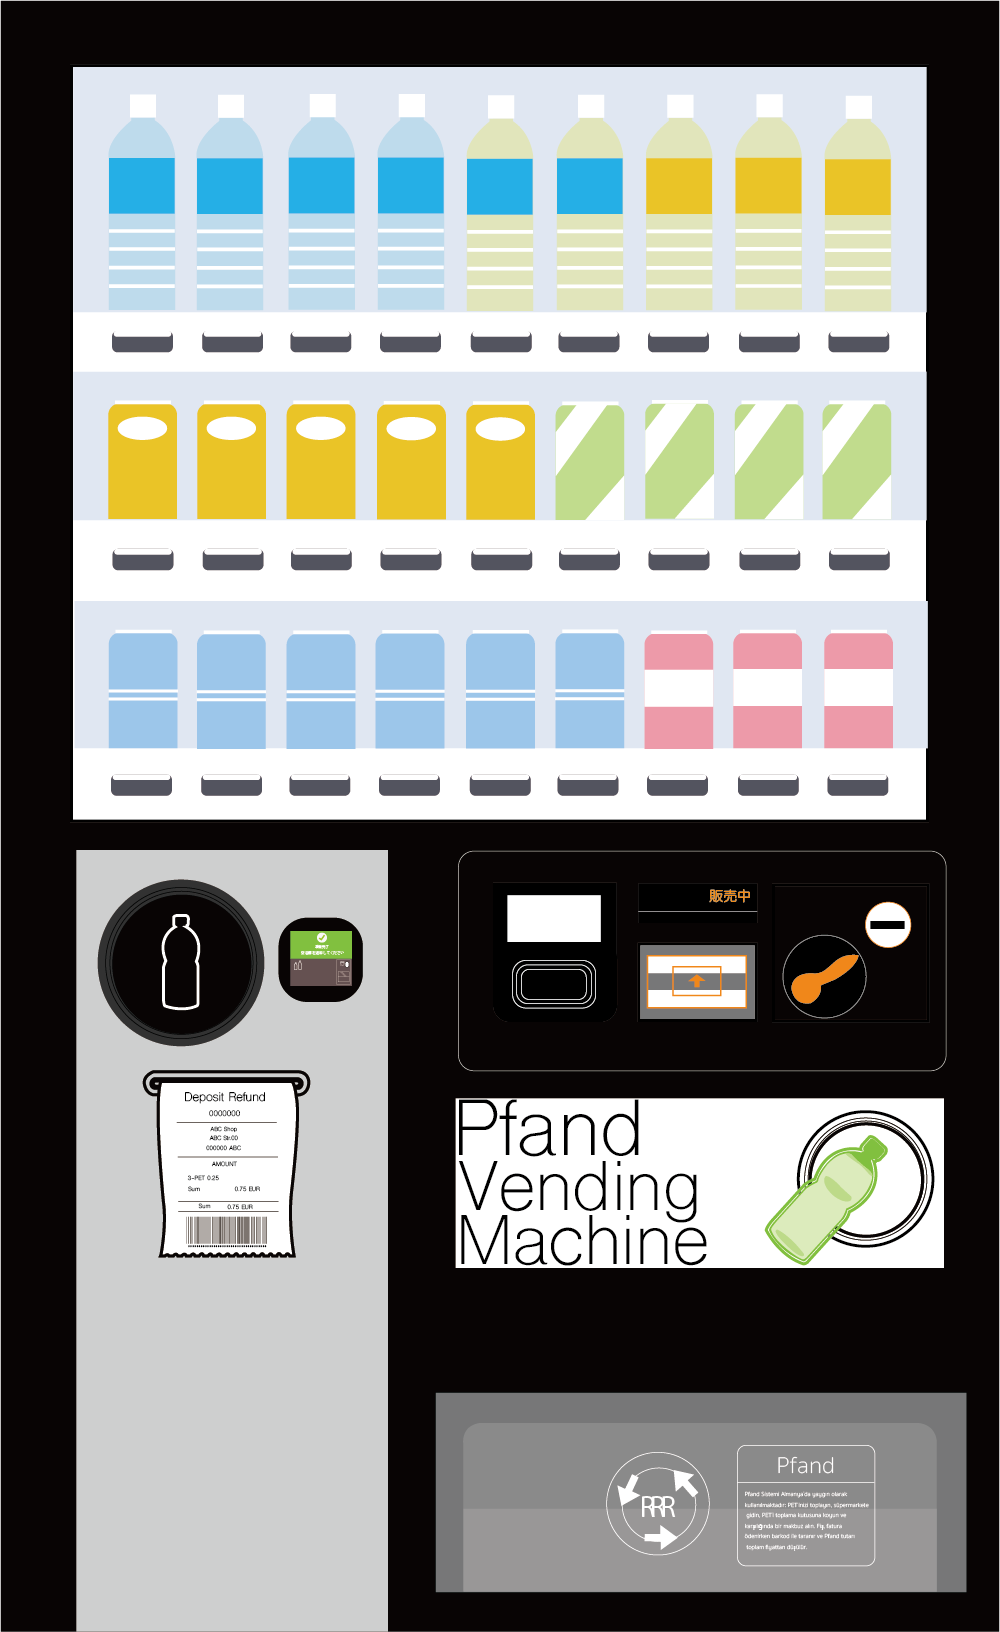 販売中
Deposit Refund
0000000
ABC Shop
ABC Str.00
000000 ABC
AMOUNT
3-PET 0.25
Sum 0.75 EUR
Sum 0.75 EUR
Pfand
Vending
Machine
RRR
Pfand
Pfand Sistemi Almanya'da yaygın olarak
kullanılmaktadır: PET'inizi toplayın, süpermarkete
gidin, PET'i toplama kutusuna koyun ve
karşılığında bir makbuz alın. Fiş, fatura
ödenirken barkod ile taranır ve Pfand tutarı
toplam fiyattan düşülür.